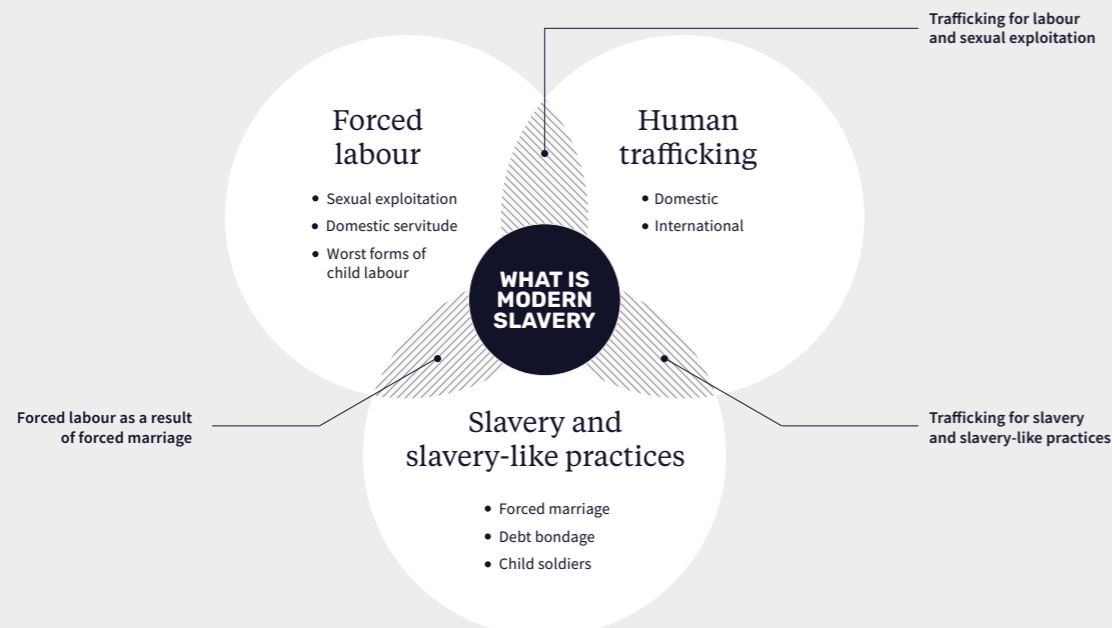 Trafficking for labour
and sexual exploitation
Forced
labour
• Sexual exploitation
• Domestic servitude
• Worst forms of
child labour
Human
trafficking
• Domestic
• International
WHAT IS
MODERN
SLAVERY
Forced labour as a result
of forced marriage
Trafficking for slavery
and slavery-like practices
Slavery and
slavery-like practices
• Forced marriage
• Debt bondage
• Child soldiers